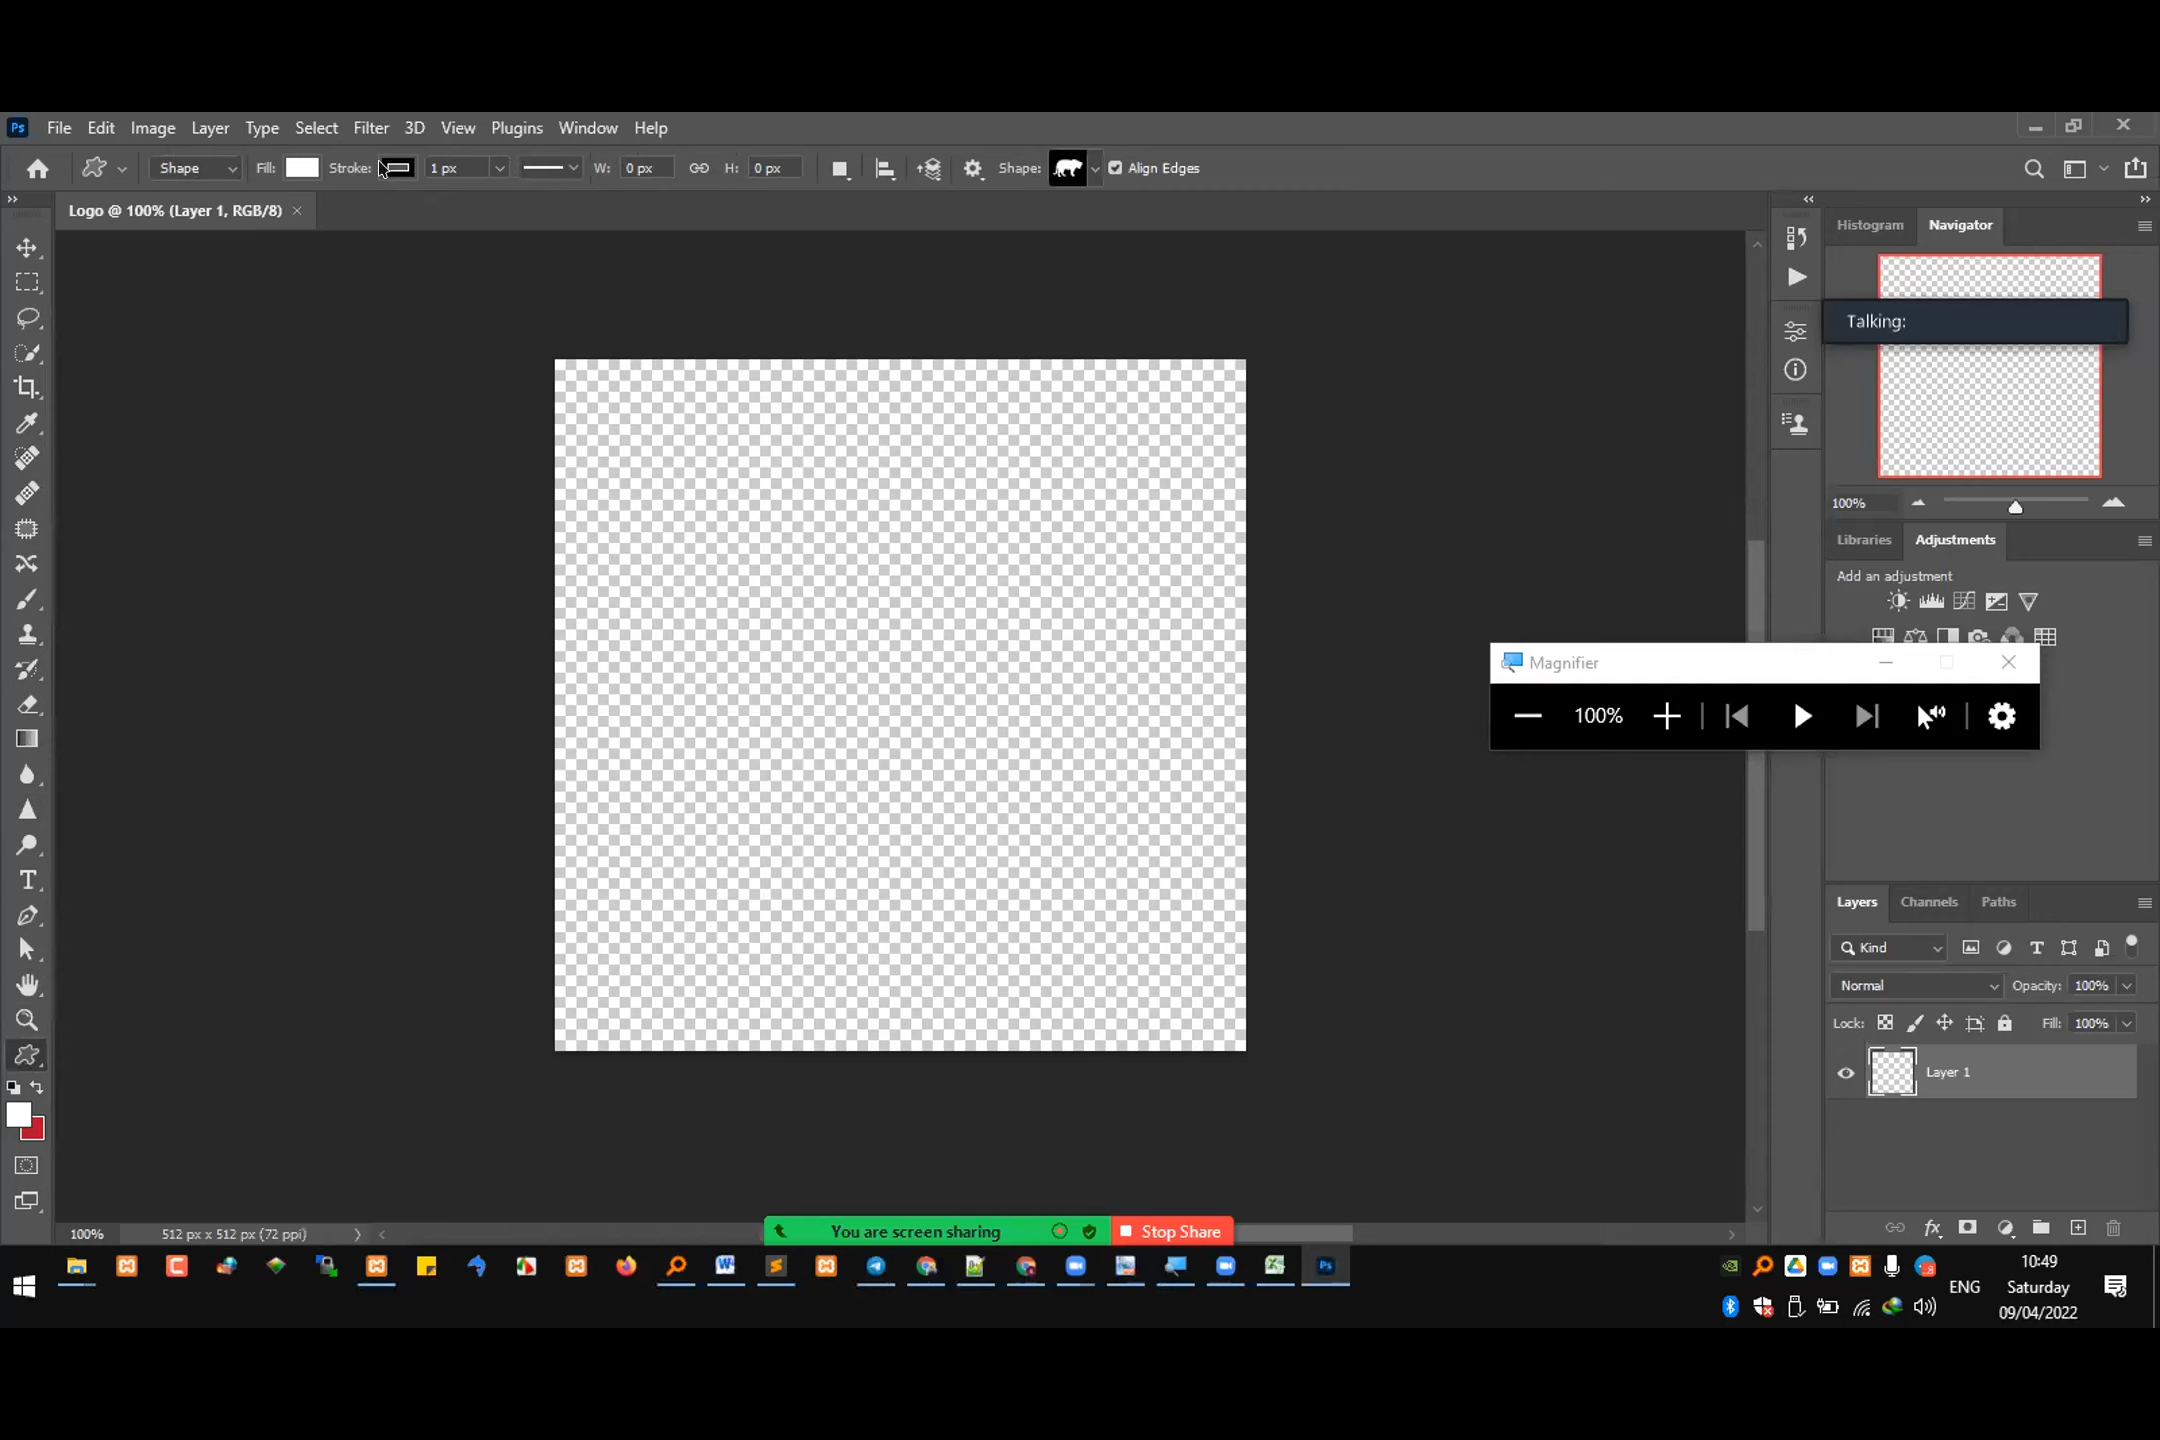 Ps File Edit Image Layer Type Select Filter 3D View Plugins Window Help
Shape Fill: Stroke: 1 px W: 0 px H: 0 px Shape: Align Edges
Logo @ 100% (Layer 1, RGB/8)
Histogram Navigator
Talking:
100%
Libraries Adjustments
Add an adjustment
Magnifier
100%
Layers Channels Paths
Kind
Normal Opacity: 100%
Lock: Fill: 100%
Layer 1
100% 512 px x 512 px (72 ppi)
You are screen sharing Stop Share
ENG
10:49
Saturday
09/04/2022